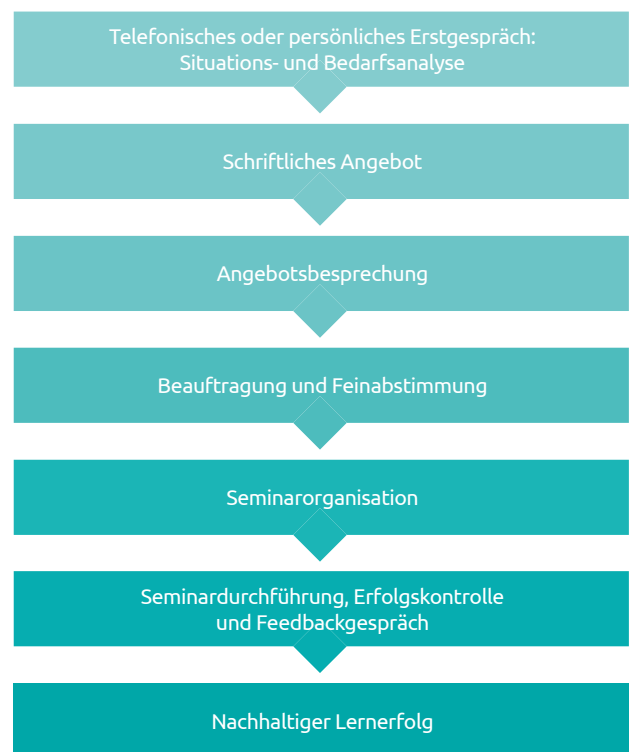 Telefonisches oder persönliches Erstgespräch:
Situations- und Bedarfsanalyse
Schriftliches Angebot
Angebotsbesprechung
Beauftragung und Feinabstimmung
Seminarorganisation
Seminardurchführung, Erfolgskontrolle
und Feedbackgespräch
Nachhaltiger Lernerfolg